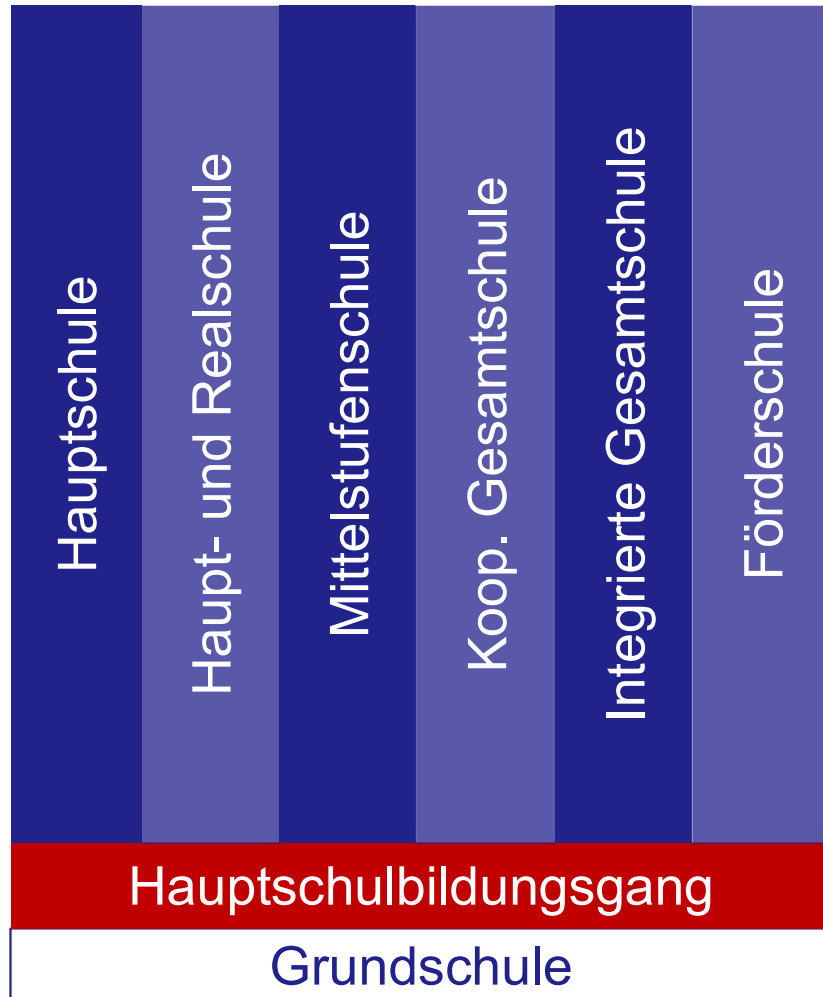 Hauptschule
Haupt- und Realschule
Mittelstufenschule
Koop. Gesamtschule
Integrierte Gesamtschule
Förderschule
Hauptschulbildungsgang
Grundschule